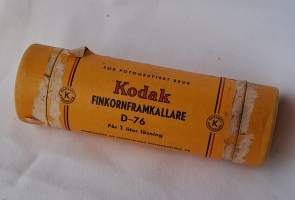 FÖR FOTOGRAFISKT BRUK
Kodak
FINKORNFRAMKALLARE
D-76
För 1 liter lösning